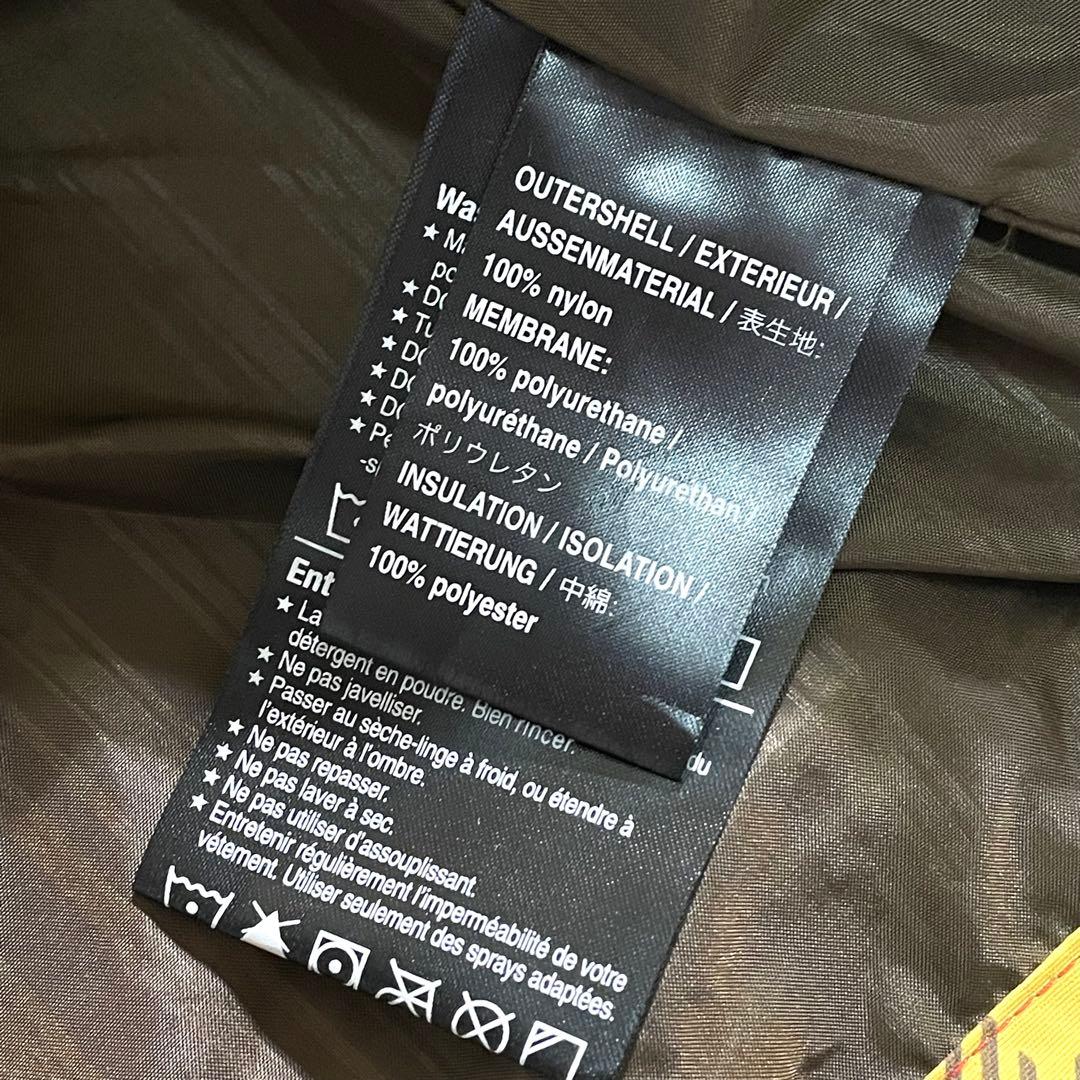 OUTERSHELL / EXTERIEUR /
AUSSENMATERIAL / 表生地:
100% nylon
MEMBRANE:
100% polyurethane /
polyuréthane / Polyurethan /
ポリウレタン
INSULATION / ISOLATION /
WATTIERUNG / 中綿:
100% polyester
★ La
du
détergent en poudre. Bien rincer.
★ Ne pas javelliser.
★ Passer au sèche-linge à froid, ou étendre à
l'extérieur à l'ombre.
★ Ne pas repasser.
★ Ne pas laver à sec.
★ Ne pas utiliser d'assouplissant.
★ Entretenir régulièrement l'imperméabilité de votre
vêtement. Utiliser seulement des sprays adaptées.